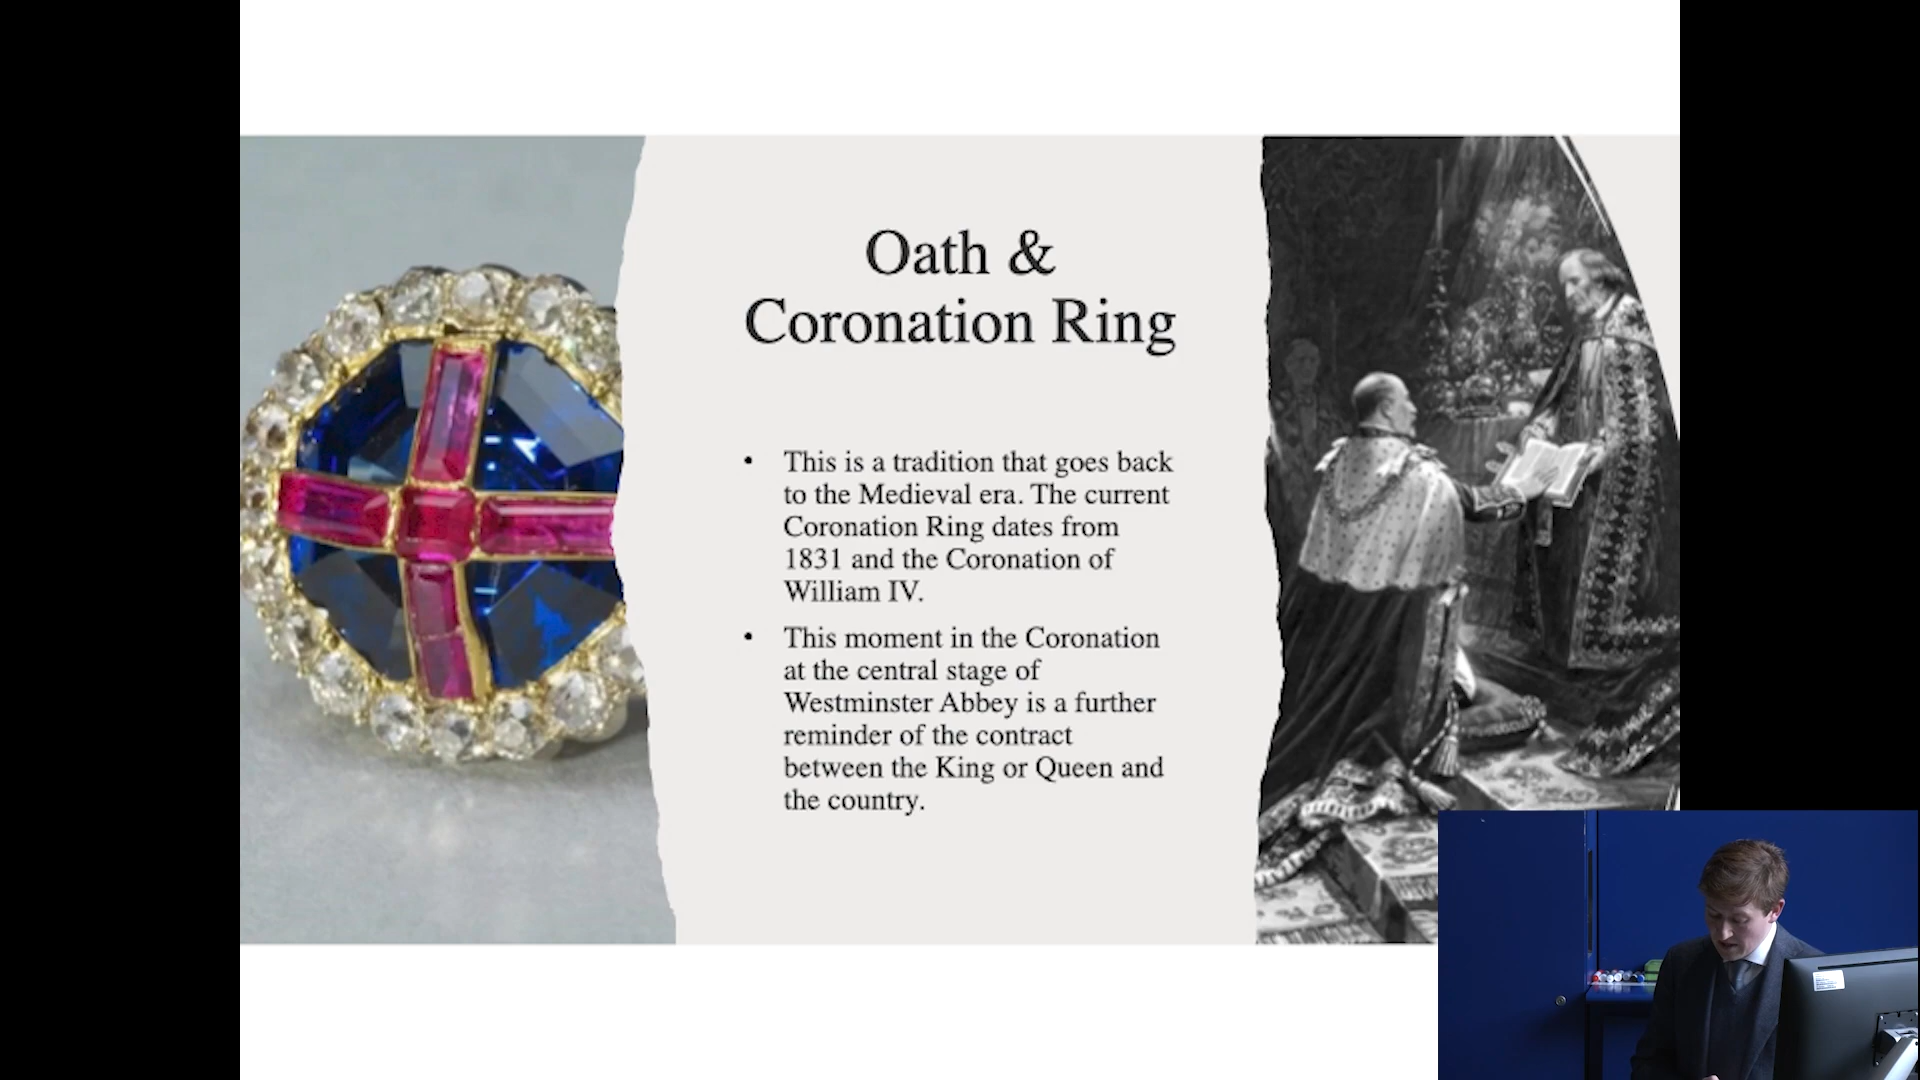 Oath &
Coronation Ring
• This is a tradition that goes back
to the Medieval era. The current
Coronation Ring dates from
1831 and the Coronation of
William IV.
• This moment in the Coronation
at the central stage of
Westminster Abbey is a further
reminder of the contract
between the King or Queen and
the country.